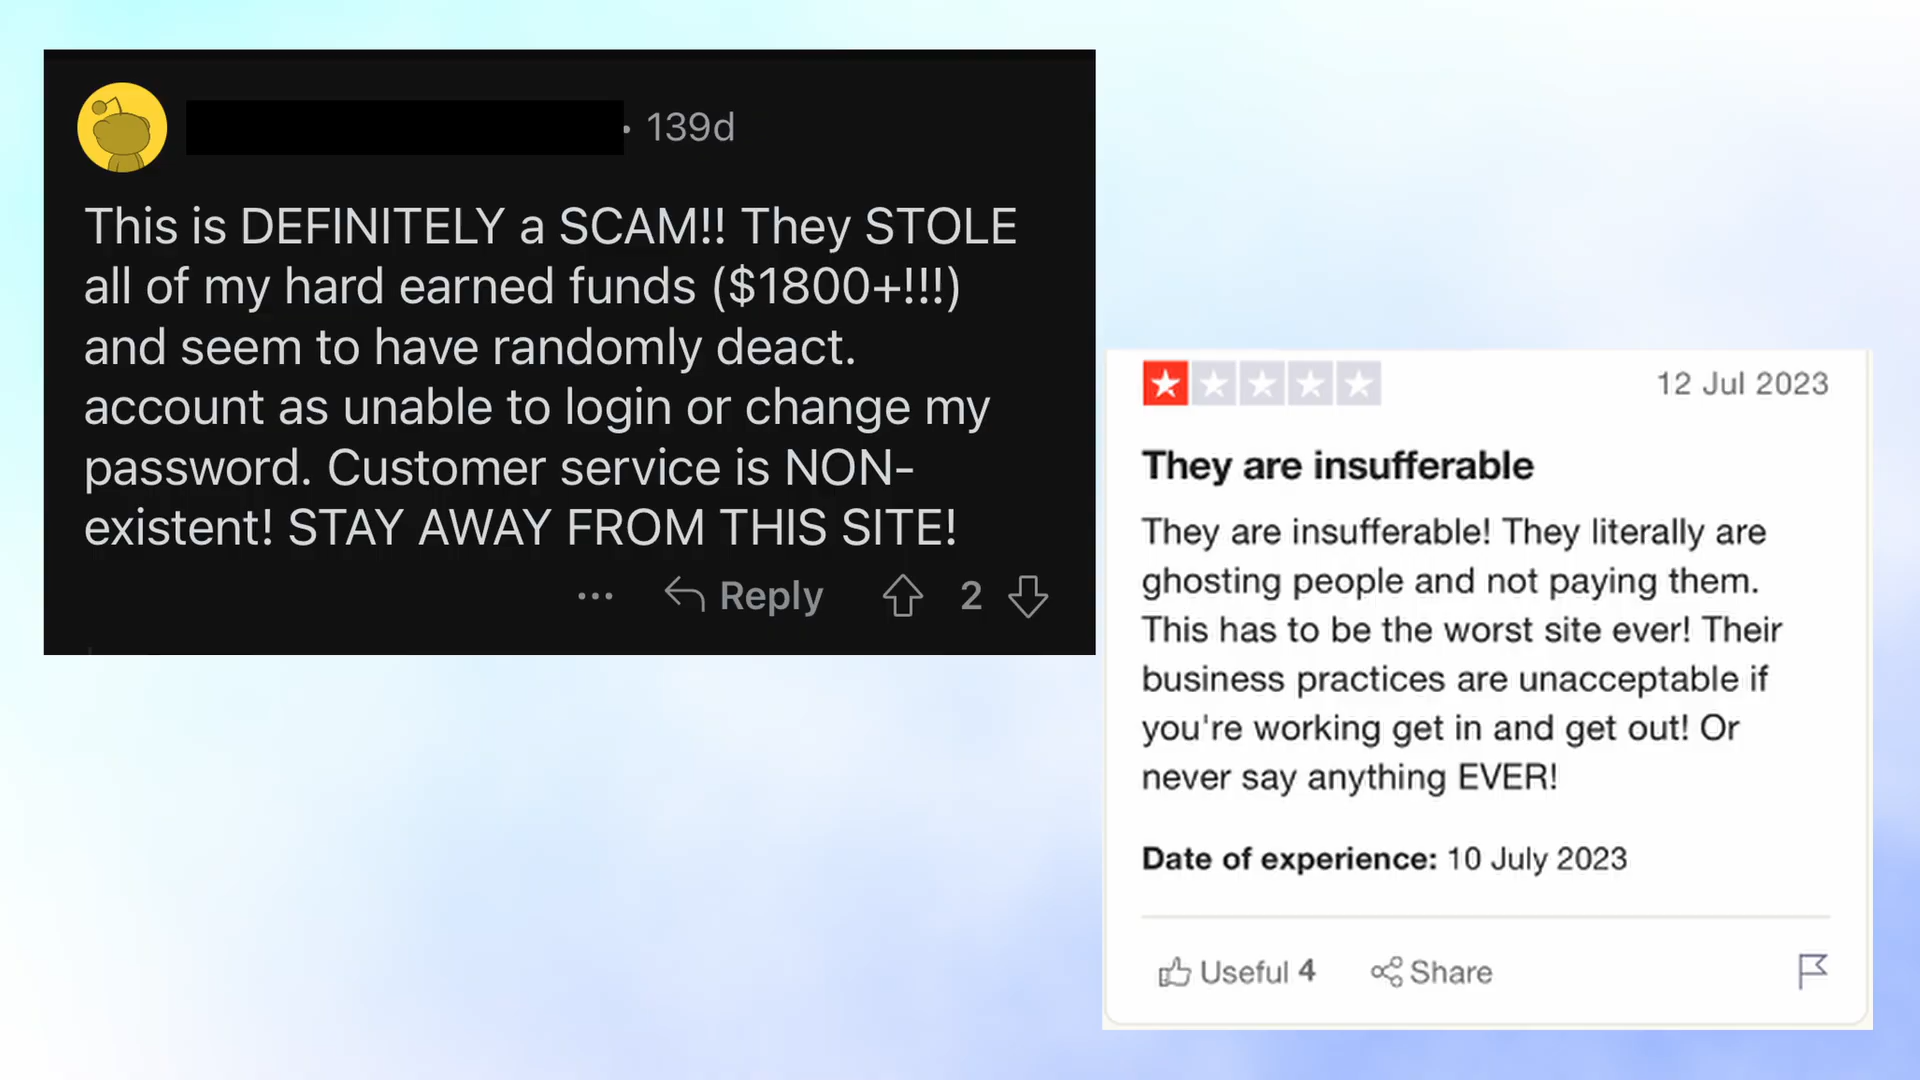 · 139d
This is DEFINITELY a SCAM!! They STOLE
all of my hard earned funds ($1800+!!!)
and seem to have randomly deact.
account as unable to login or change my
password. Customer service is NON-
existent! STAY AWAY FROM THIS SITE!
... Reply 2
12 Jul 2023
They are insufferable
They are insufferable! They literally are
ghosting people and not paying them.
This has to be the worst site ever! Their
business practices are unacceptable if
you're working get in and get out! Or
never say anything EVER!
Date of experience: 10 July 2023
Useful 4 Share